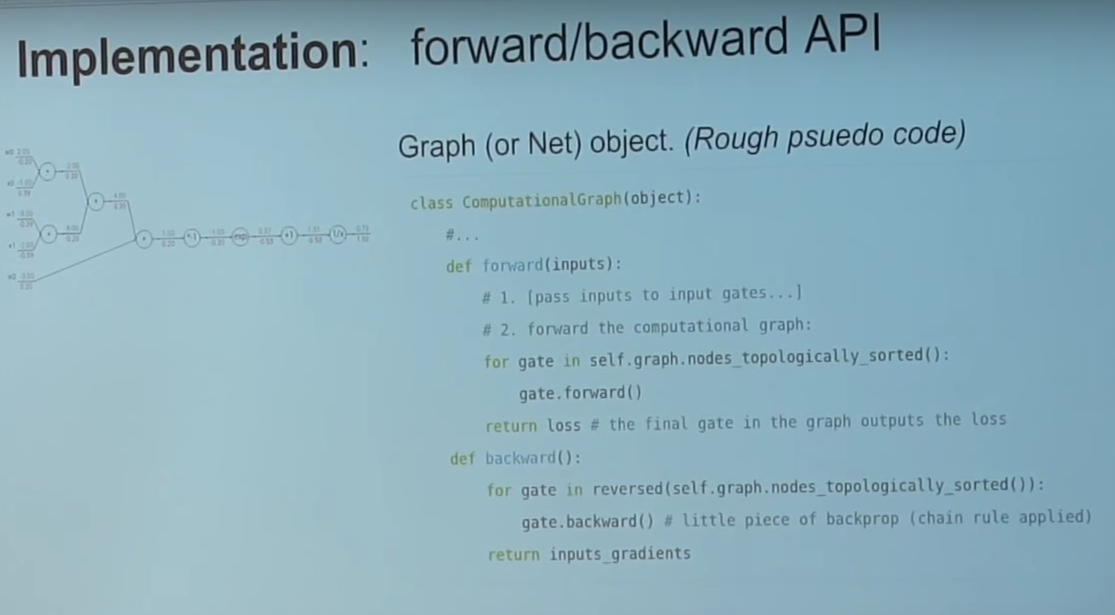 Implementation: forward/backward API
Graph (or Net) object. (Rough psuedo code)
class ComputationalGraph(object):
#...
def forward(inputs):
# 1. [pass inputs to input gates...]
# 2. forward the computational graph:
for gate in self.graph.nodes_topologically_sorted():
gate.forward()
return loss # the final gate in the graph outputs the loss
def backward():
for gate in reversed(self.graph.nodes_topologically_sorted()):
gate.backward() # little piece of backprop (chain rule applied)
return inputs_gradients